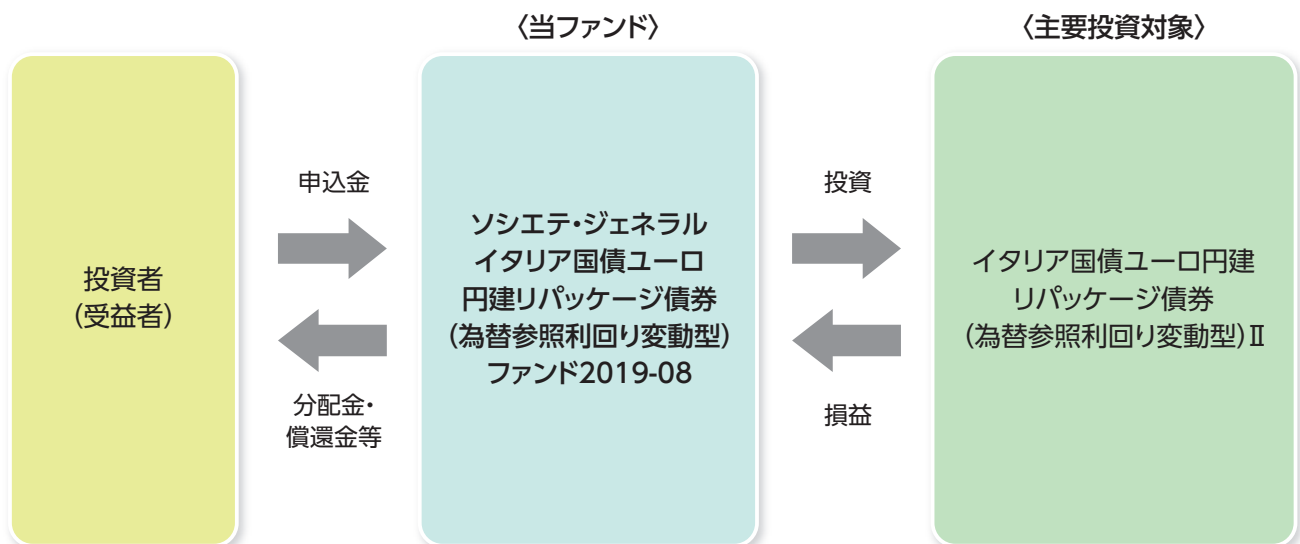 〈当ファンド〉
〈主要投資対象〉
投資者
(受益者)
申込金
分配金・
償還金等
ソシエテ・ジェネラル
イタリア国債ユーロ
円建リパッケージ債券
(為替参照利回り変動型)
ファンド2019-08
投資
損益
イタリア国債ユーロ円建
リパッケージ債券
(為替参照利回り変動型)Ⅱ